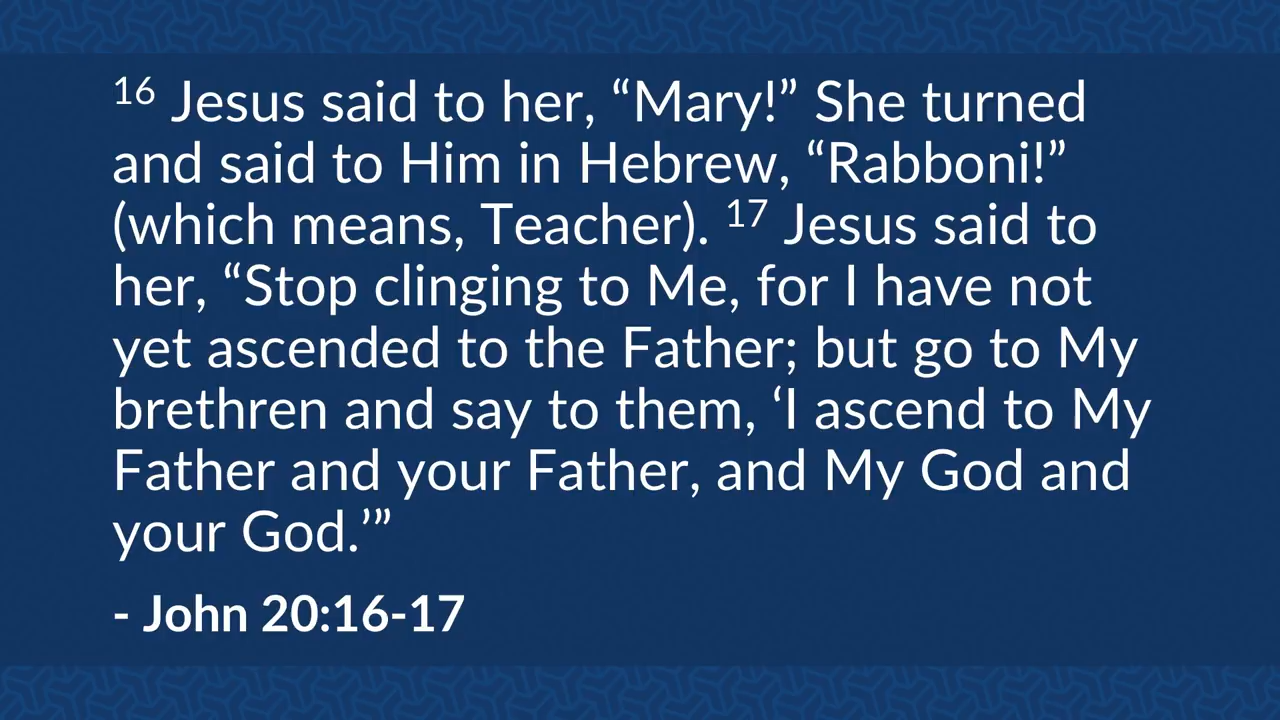 16 Jesus said to her, “Mary!” She turned
and said to Him in Hebrew, “Rabboni!”
(which means, Teacher). 17 Jesus said to
her, “Stop clinging to Me, for I have not
yet ascended to the Father; but go to My
brethren and say to them, ‘I ascend to My
Father and your Father, and My God and
your God.’”
- John 20:16-17